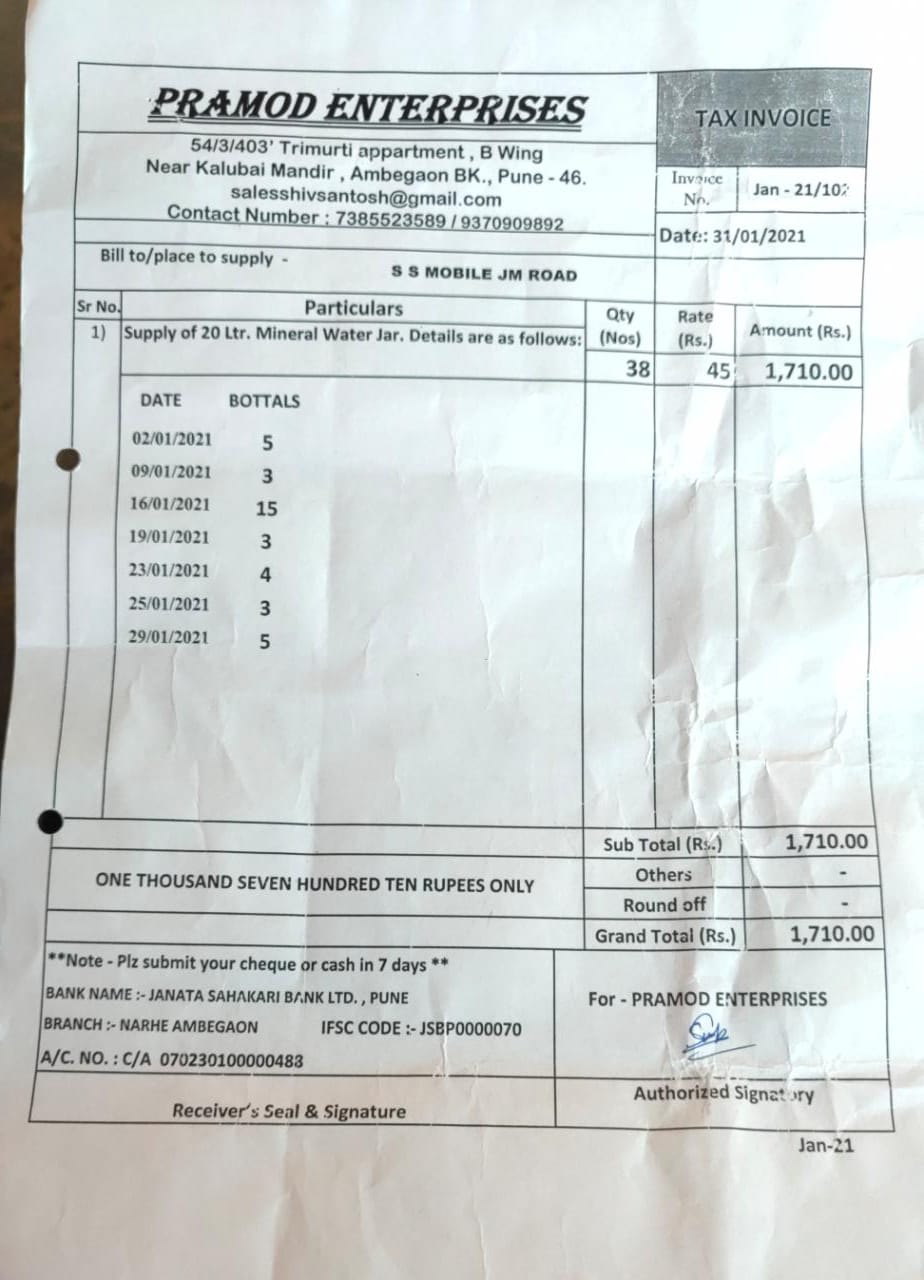 PRAMOD ENTERPRISES
TAX INVOICE
54/3/403' Trimurti appartment , B Wing
Near Kalubai Mandir , Ambegaon BK., Pune - 46.
salesshivsantosh@gmail.com
Contact Number : 7385523589 / 9370909892
Invoice No.
Date: 31/01/2021
Bill to/place to supply -
S S MOBILE JM ROAD
Sr No. Particulars Qty (Nos) Rate (Rs.) Amount (Rs.)
1) Supply of 20 Ltr. Mineral Water Jar. Details are as follows:
38 45 1,710.00
DATE BOTTALS
02/01/2021 5
09/01/2021 3
16/01/2021 15
19/01/2021 3
23/01/2021 4
25/01/2021 3
29/01/2021 5
Sub Total (Rs.) 1,710.00
ONE THOUSAND SEVEN HUNDRED TEN RUPEES ONLY
Others -
Round off -
Grand Total (Rs.) 1,710.00
**Note - Plz submit your cheque or cash in 7 days **
BANK NAME :- JANATA SAHAKARI BANK LTD. , PUNE
BRANCH :- NARHE AMBEGAON IFSC CODE :- JSBP0000070
A/C. NO. : C/A 070230100000483
For - PRAMOD ENTERPRISES
Receiver's Seal & Signature
Authorized Signatory
Jan-21